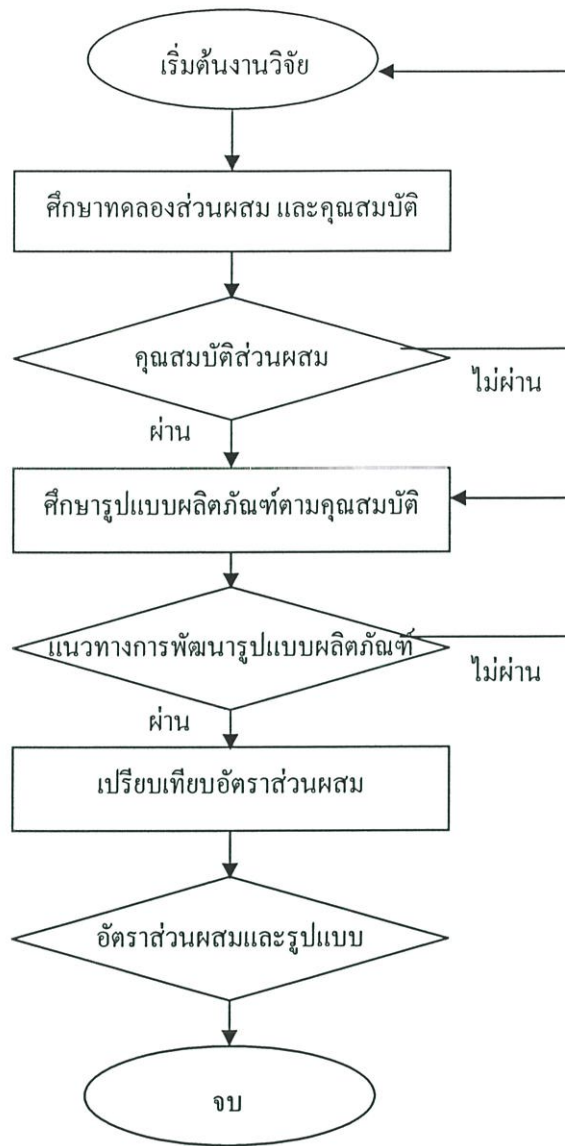 เริ่มต้นงานวิจัย
ศึกษาทดลองส่วนผสม และคุณสมบัติ
คุณสมบัติส่วนผสม
ไม่ผ่าน
ผ่าน
ศึกษารูปแบบผลิตภัณฑ์ตามคุณสมบัติ
แนวทางการพัฒนารูปแบบผลิตภัณฑ์
ไม่ผ่าน
ผ่าน
เปรียบเทียบอัตราส่วนผสม
อัตราส่วนผสมและรูปแบบ
จบ